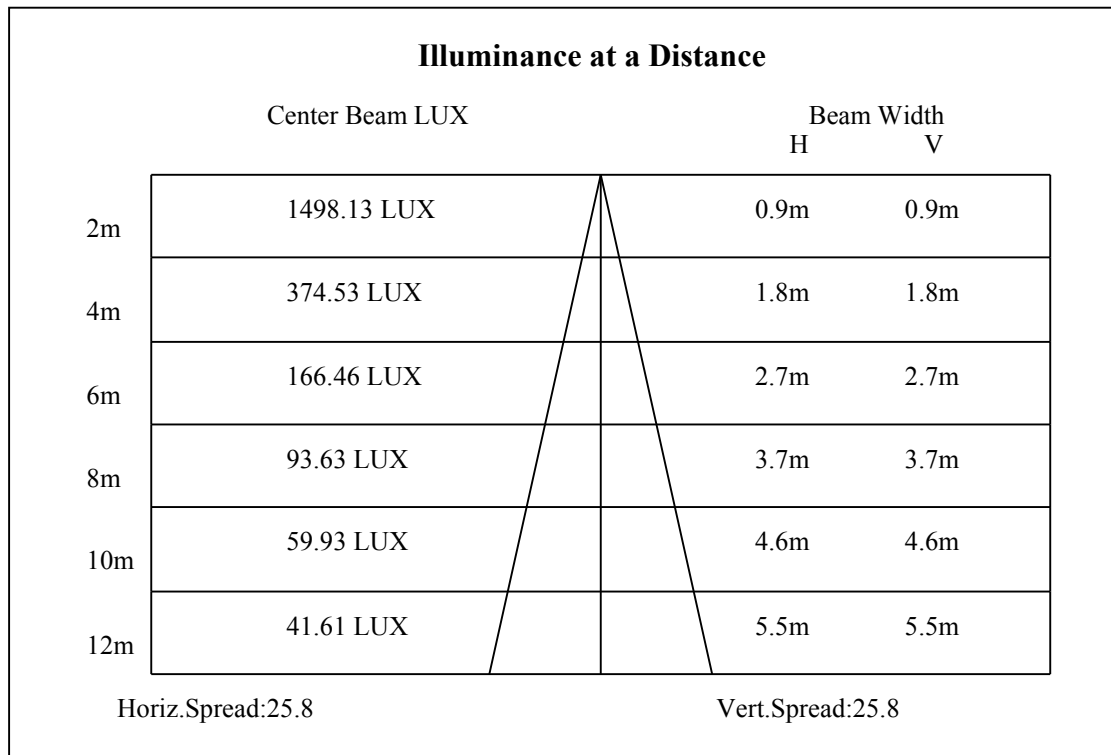 Illuminance at a Distance
Center Beam LUX Beam Width
H V
2m 1498.13 LUX 0.9m 0.9m
4m 374.53 LUX 1.8m 1.8m
6m 166.46 LUX 2.7m 2.7m
8m 93.63 LUX 3.7m 3.7m
10m 59.93 LUX 4.6m 4.6m
12m 41.61 LUX 5.5m 5.5m
Horiz.Spread:25.8 Vert.Spread:25.8